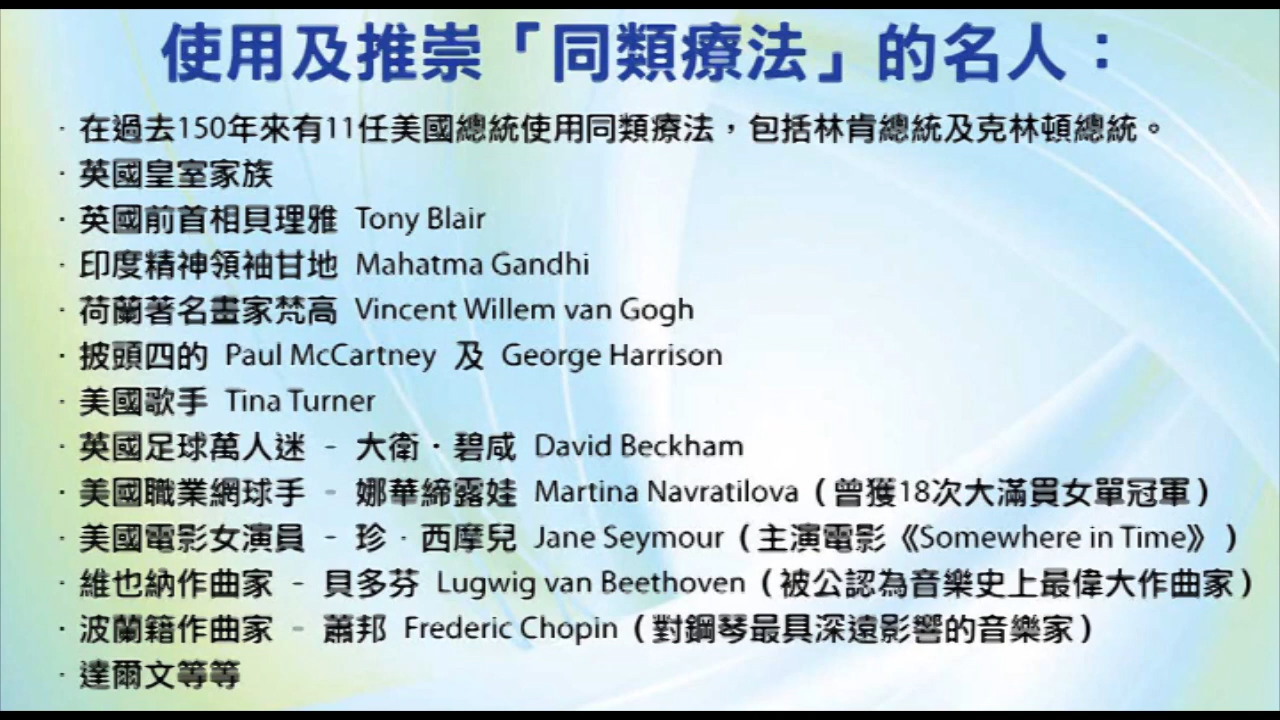 使用及推崇「同類療法」的名人：
· 在過去150年來有11任美國總統使用同類療法，包括林肯總統及克林頓總統。
· 英國皇室家族
· 英國前首相貝理雅 Tony Blair
· 印度精神領袖甘地 Mahatma Gandhi
· 荷蘭著名畫家梵高 Vincent Willem van Gogh
· 披頭四的 Paul McCartney 及 George Harrison
· 美國歌手 Tina Turner
· 英國足球萬人迷 - 大衛·碧咸 David Beckham
· 美國職業網球手 - 娜華締露娃 Martina Navratilova（曾獲18次大滿貫女單冠軍）
· 美國電影女演員 - 珍·西摩兒 Jane Seymour（主演電影《Somewhere in Time》）
· 維也納作曲家 - 貝多芬 Lugwig van Beethoven（被公認為音樂史上最偉大作曲家）
· 波蘭籍作曲家 - 蕭邦 Frederic Chopin（對鋼琴最具深遠影響的音樂家）
· 達爾文等等